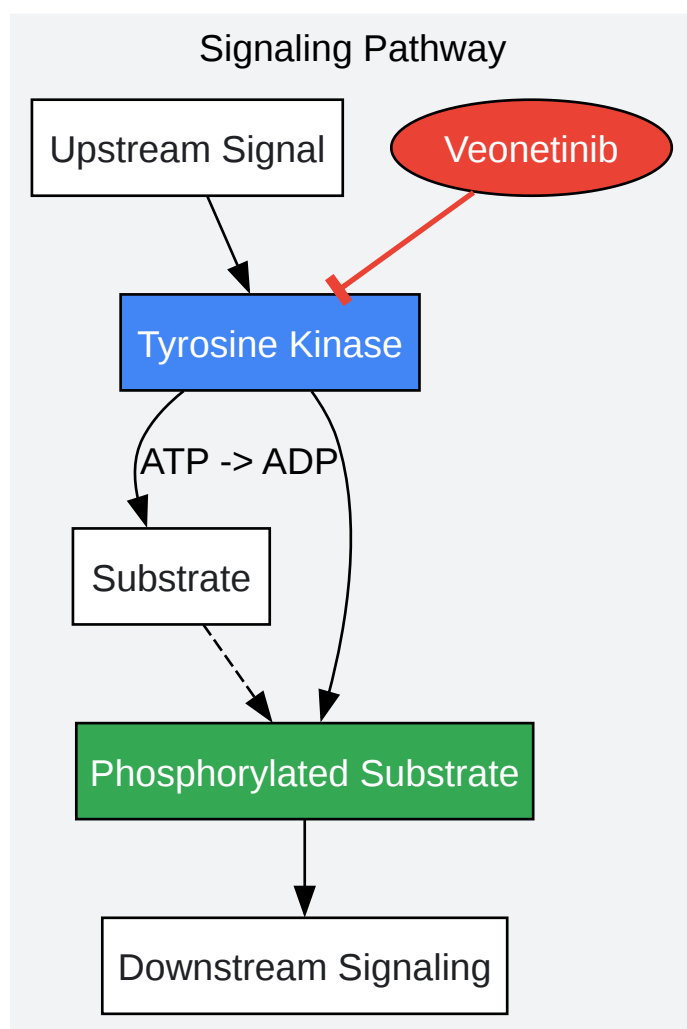 Signaling Pathway
Upstream Signal
Veonetinib
Tyrosine Kinase
ATP -> ADP
Substrate
Phosphorylated Substrate
Downstream Signaling